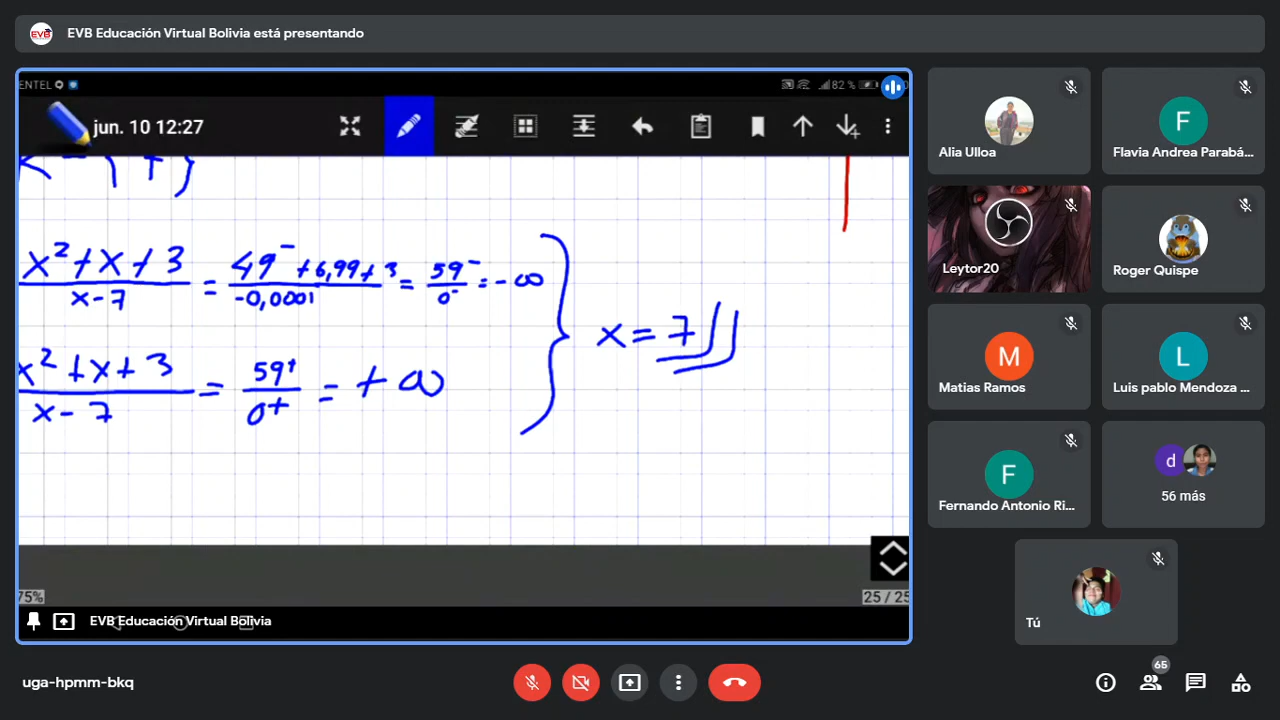 EVB Educación Virtual Bolivia está presentando
ENTEL
82 %
jun. 10 12:27
x² + x + 3 / x - 7 = 49⁻ + 6,99 + 3 / -0,0001 = 59⁻ / 0⁻ = - ∞
x = 7
x² + x + 3 / x - 7 = 59⁺ / 0⁺ = + ∞
75%
25 / 25
EVB Educación Virtual Bolivia
Alia Ulloa
F
Flavia Andrea Parabá...
Leytor20
Roger Quispe
M
Matias Ramos
L
Luis pablo Mendoza ...
F
Fernando Antonio Ri...
d
56 más
Tú
uga-hpmm-bkq
65